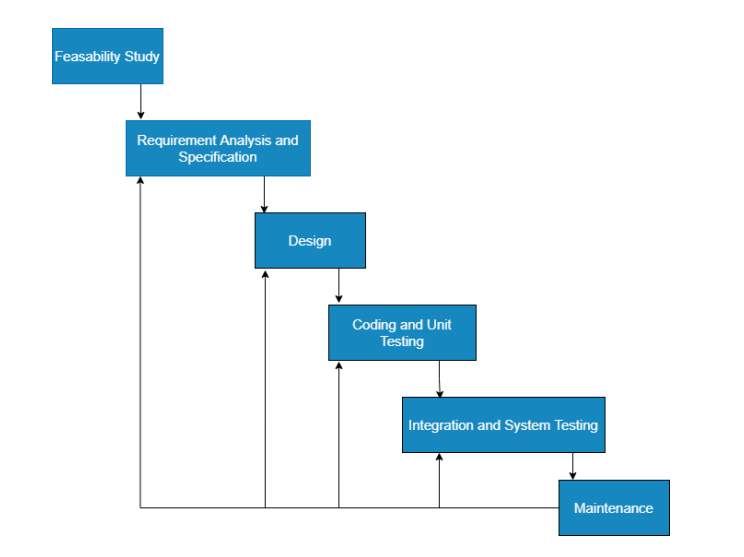 Feasability Study
Requirement Analysis and
Specification
Design
Coding and Unit
Testing
Integration and System Testing
Maintenance